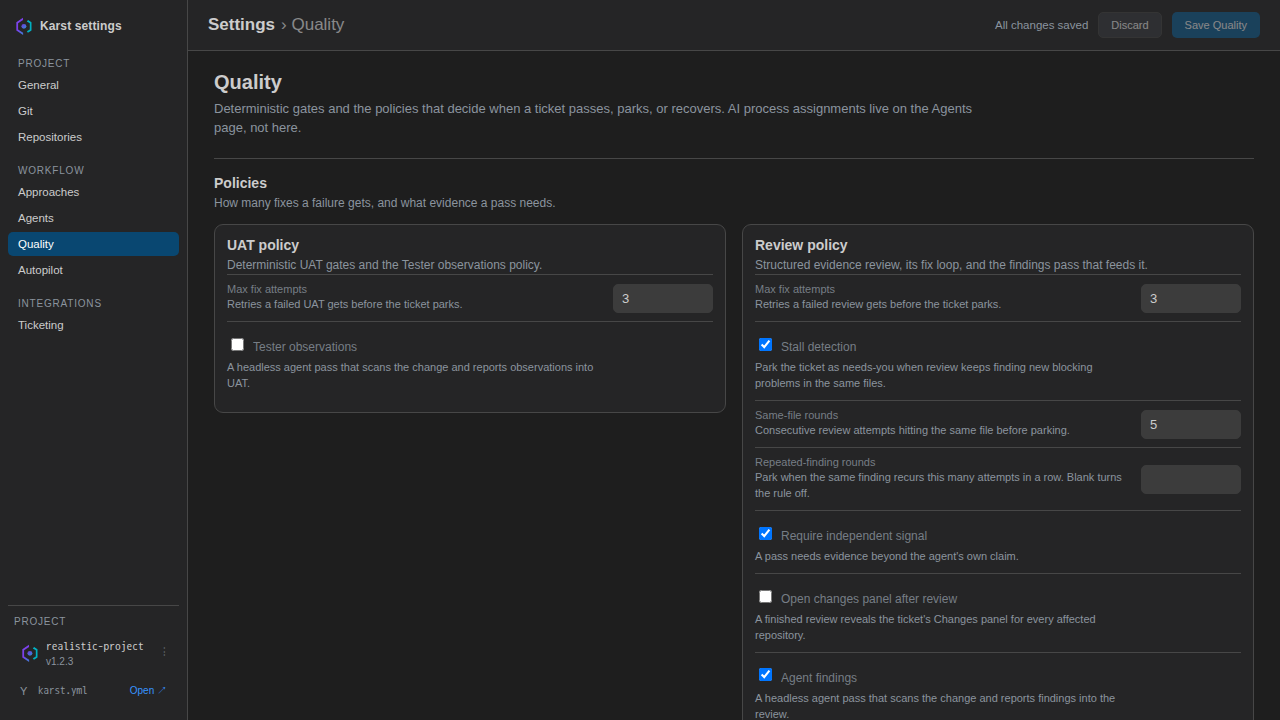 Karst settings
PROJECT
General
Git
Repositories
WORKFLOW
Approaches
Agents
Quality
Autopilot
INTEGRATIONS
Ticketing
PROJECT
realistic-project
v1.2.3
Y karst.yml Open ↗
Settings › Quality
All changes saved
Discard
Save Quality
Quality
Deterministic gates and the policies that decide when a ticket passes, parks, or recovers. AI process assignments live on the Agents
page, not here.
Policies
How many fixes a failure gets, and what evidence a pass needs.
UAT policy
Deterministic UAT gates and the Tester observations policy.
Max fix attempts
Retries a failed UAT gets before the ticket parks.
3
Tester observations
A headless agent pass that scans the change and reports observations into
UAT.
Review policy
Structured evidence review, its fix loop, and the findings pass that feeds it.
Max fix attempts
Retries a failed review gets before the ticket parks.
3
Stall detection
Park the ticket as needs-you when review keeps finding new blocking
problems in the same files.
Same-file rounds
Consecutive review attempts hitting the same file before parking.
5
Repeated-finding rounds
Park when the same finding recurs this many attempts in a row. Blank turns
the rule off.
Require independent signal
A pass needs evidence beyond the agent's own claim.
Open changes panel after review
A finished review reveals the ticket's Changes panel for every affected
repository.
Agent findings
A headless agent pass that scans the change and reports findings into the
review.